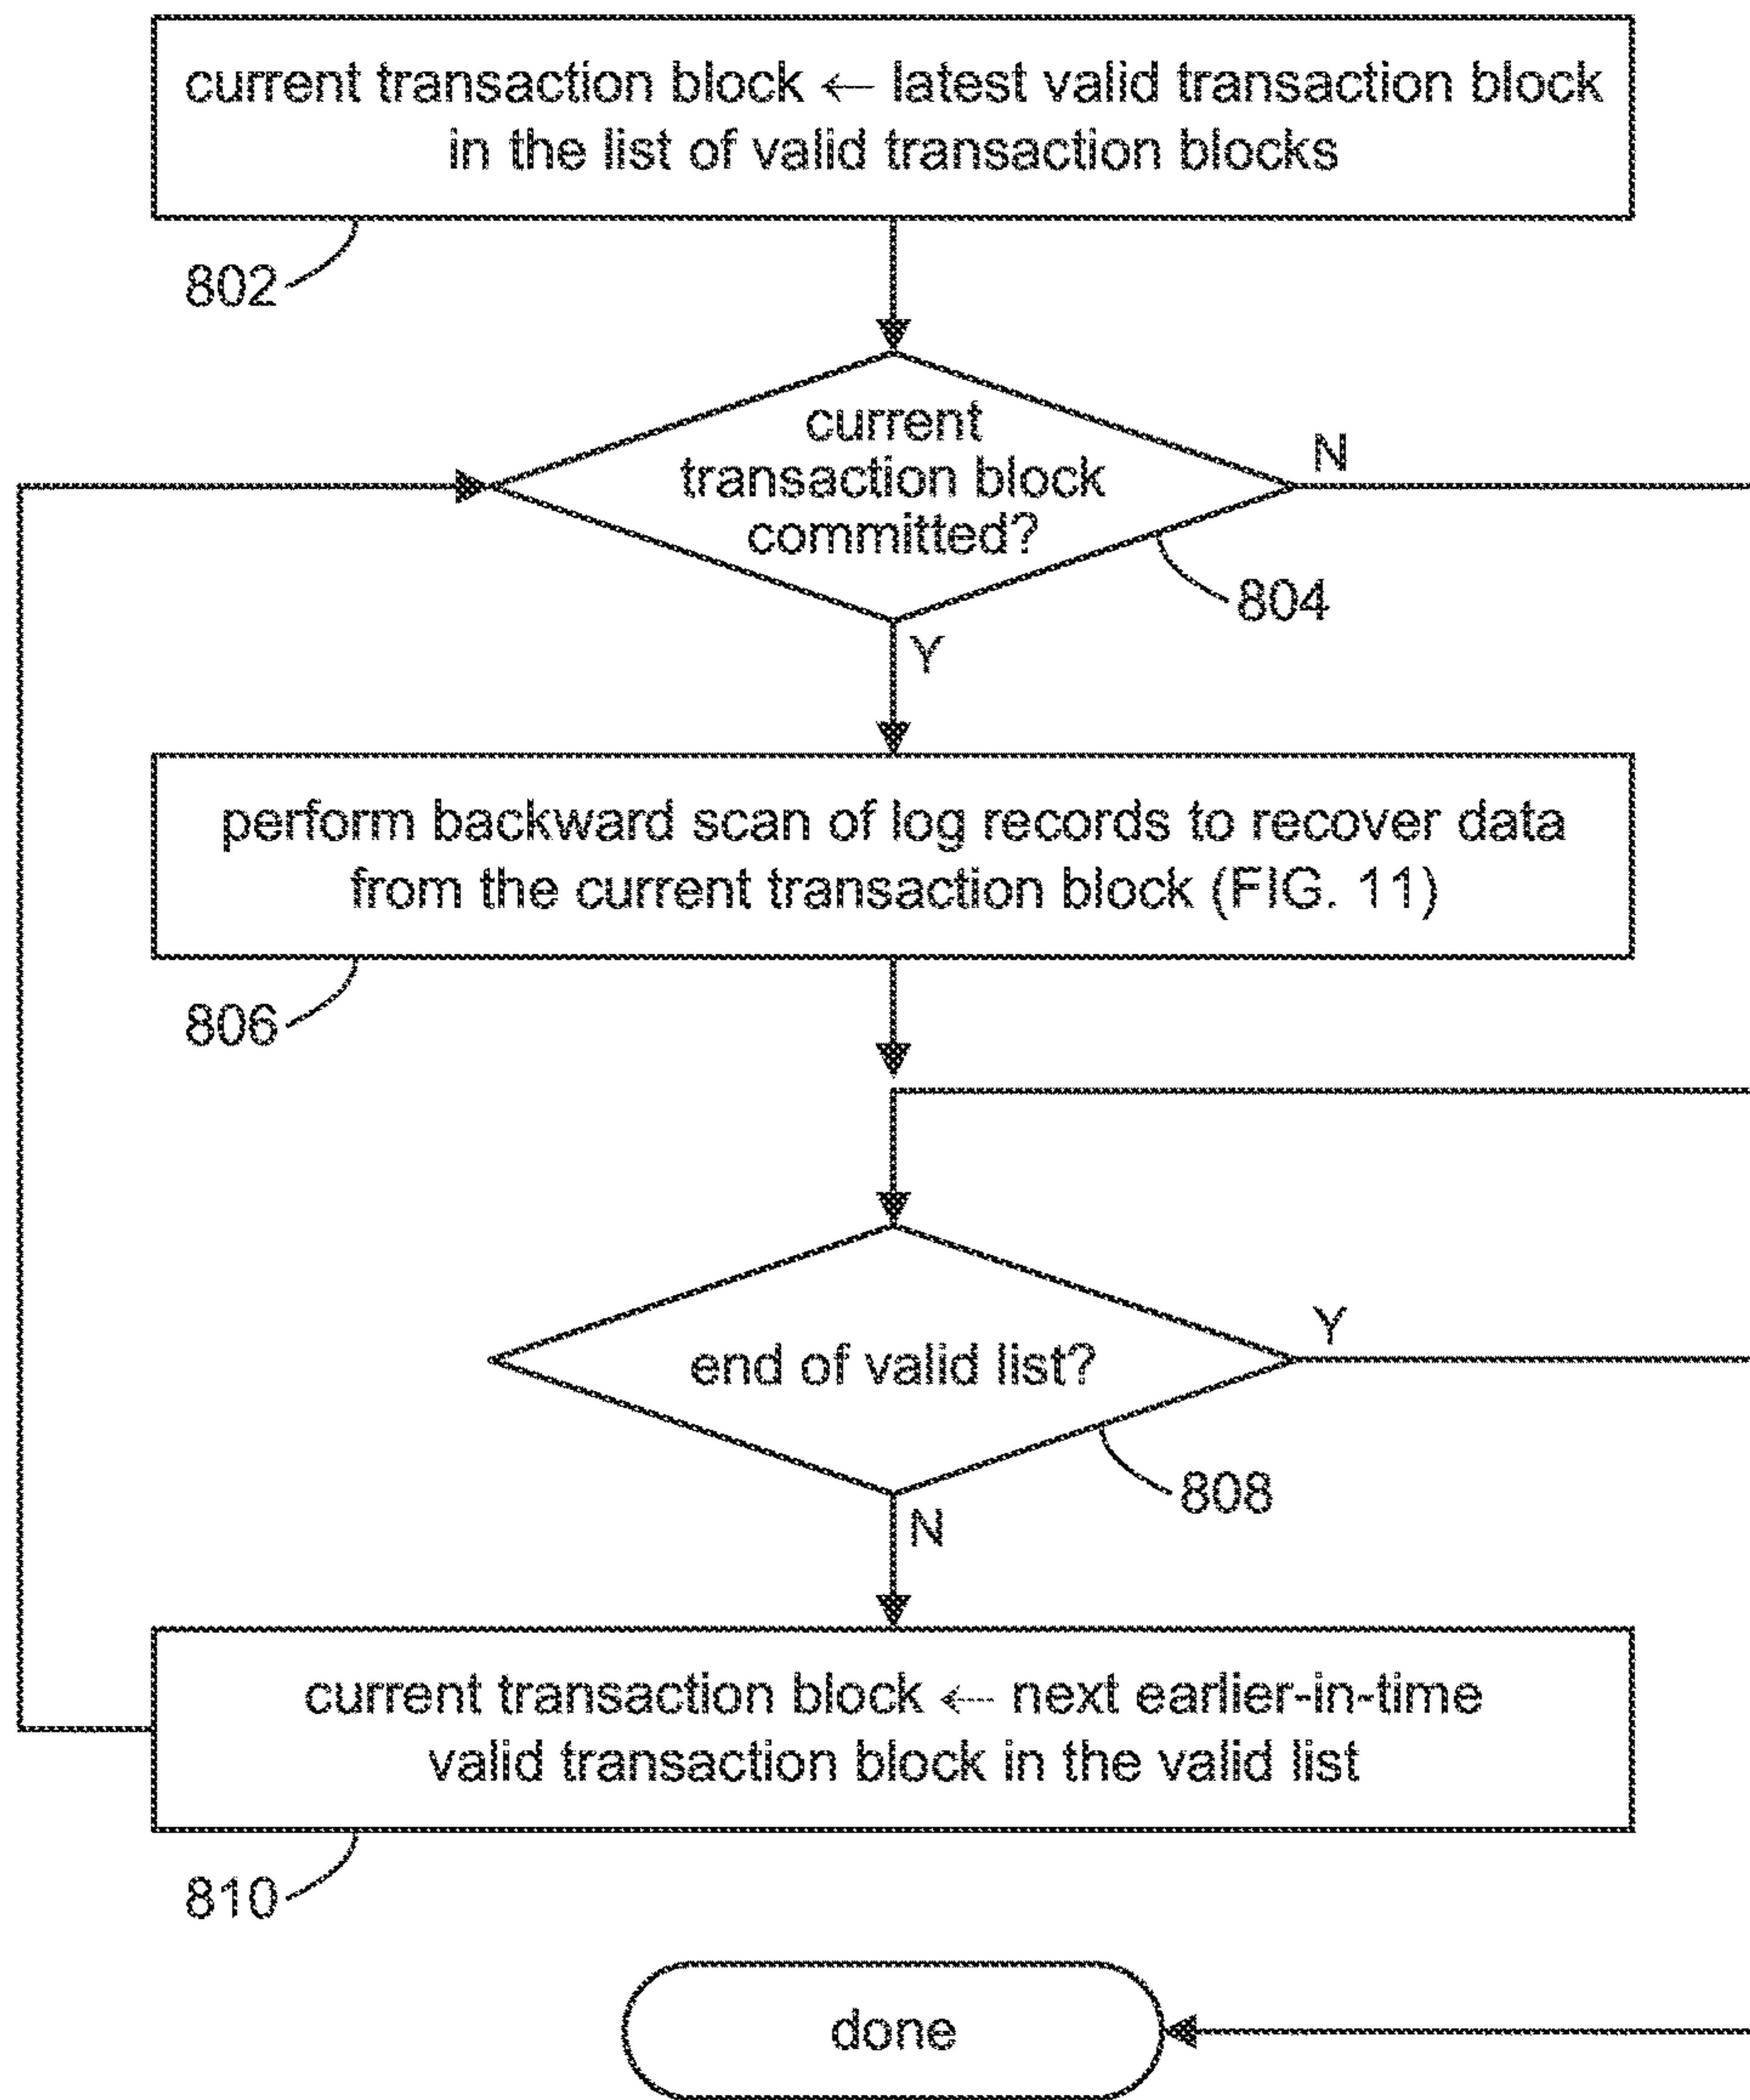 current transaction block ← latest valid transaction block
in the list of valid transaction blocks
802
current
transaction block
committed?
N
804
Y
perform backward scan of log records to recover data
from the current transaction block (FIG. 11)
806
end of valid list?
Y
808
N
current transaction block ← next earlier-in-time
valid transaction block in the valid list
810
done